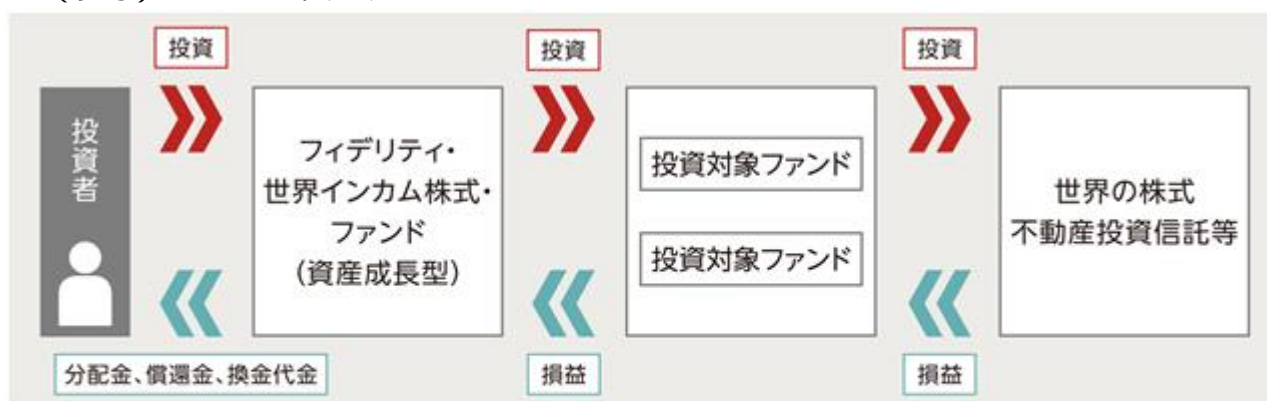 投資
投資
投資
投資者
フィデリティ・
世界インカム株式・
ファンド
（資産成長型）
投資対象ファンド
投資対象ファンド
世界の株式
不動産投資信託等
分配金、償還金、換金代金
損益
損益